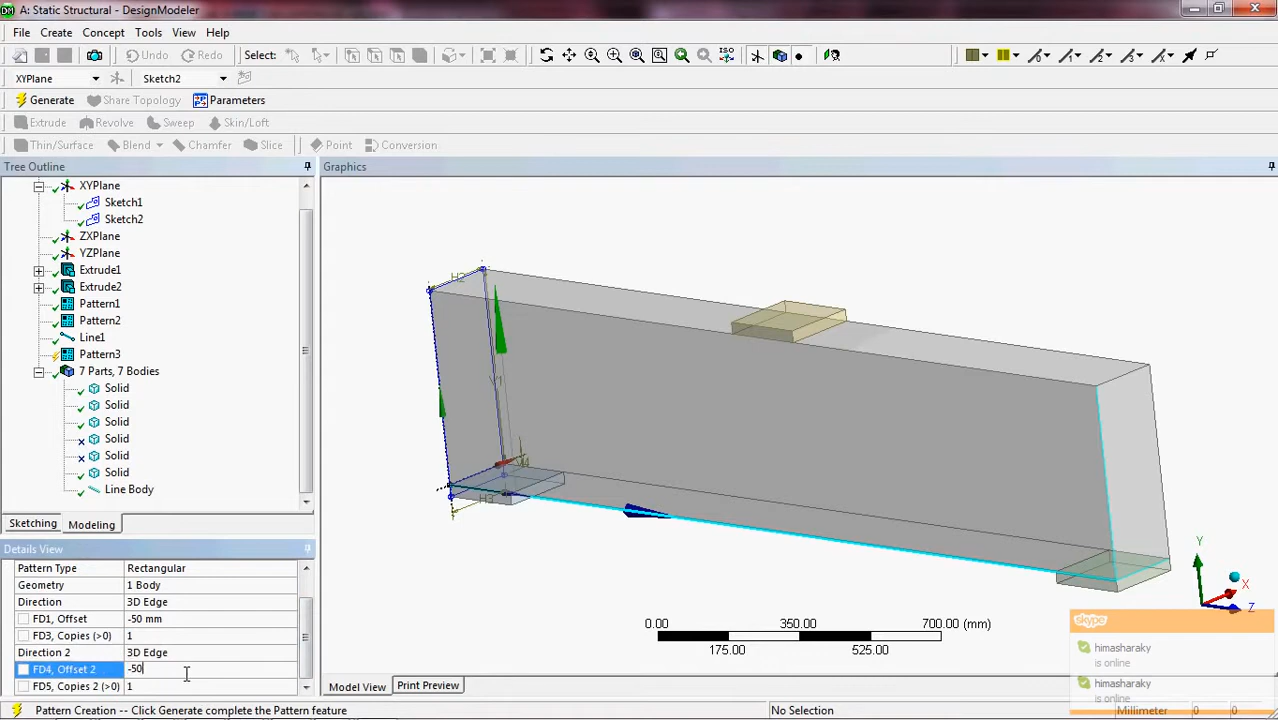 A: Static Structural - DesignModeler
File Create Concept Tools View Help
Undo Redo Select: ISO
XYPlane Sketch2
Generate Share Topology Parameters
Extrude Revolve Sweep Skin/Loft
Thin/Surface Blend Chamfer Slice Point Conversion
Tree Outline
XYPlane
Sketch1
Sketch2
ZXPlane
YZPlane
Extrude1
Extrude2
Pattern1
Pattern2
Line1
Pattern3
7 Parts, 7 Bodies
Solid
Solid
Solid
Solid
Solid
Solid
Line Body
Sketching Modeling
Details View
Pattern Type Rectangular
Geometry 1 Body
Direction 3D Edge
FD1, Offset -50 mm
FD3, Copies (>0) 1
Direction 2 3D Edge
FD4, Offset 2 -50
FD5, Copies 2 (>0) 1
Graphics
H2
H3
0.00 350.00 700.00 (mm)
175.00 525.00
Y
X
Z
Model View Print Preview
skype
himasharaky
is online
himasharaky
is online
Pattern Creation -- Click Generate complete the Pattern feature
No Selection
Millimeter 0 0